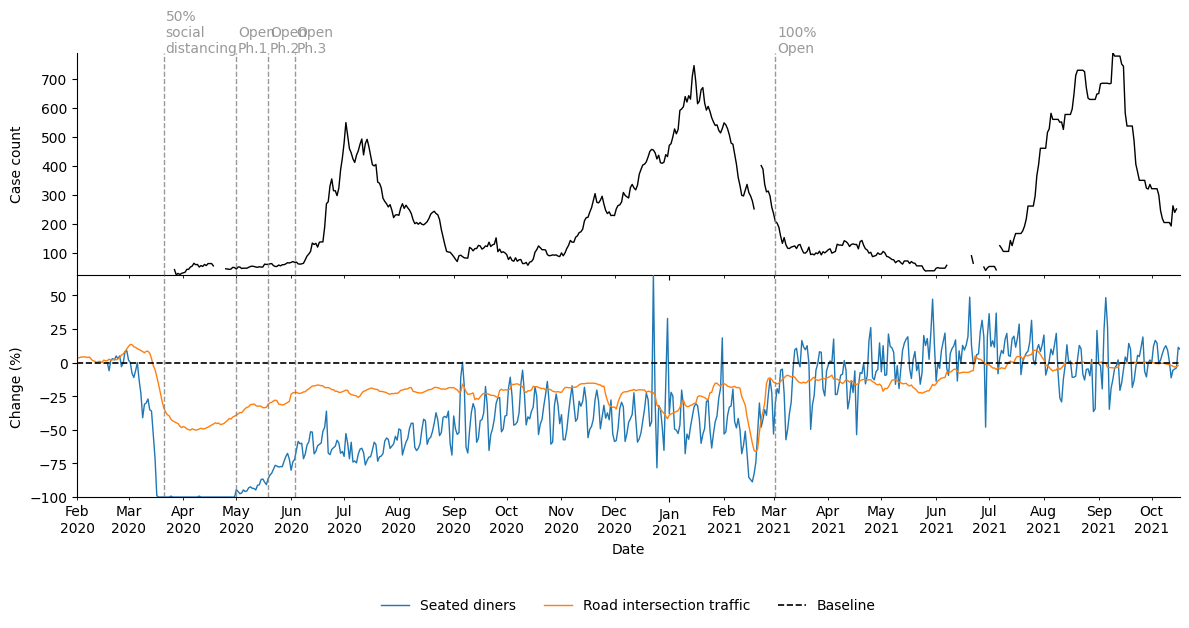 50%
social
distancing
Open
Ph.1
Open
Ph.2
Open
Ph.3
100%
Open
Case count
700
600
500
400
300
200
100
Change (%)
50
25
0
−25
−50
−75
−100
Feb
2020
Mar
2020
Apr
2020
May
2020
Jun
2020
Jul
2020
Aug
2020
Sep
2020
Oct
2020
Nov
2020
Dec
2020
Jan
2021
Feb
2021
Mar
2021
Apr
2021
May
2021
Jun
2021
Jul
2021
Aug
2021
Sep
2021
Oct
2021
Date
Seated diners
Road intersection traffic
Baseline